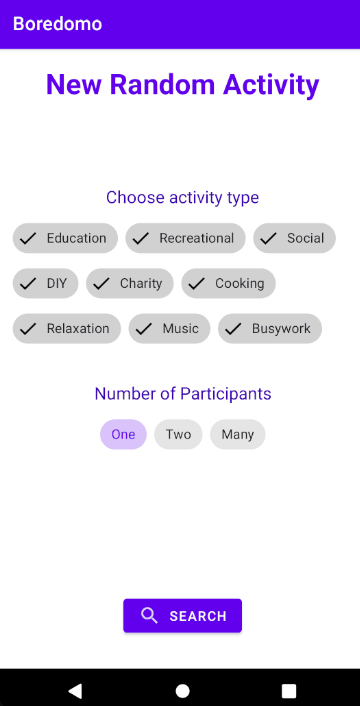 Boredomo
New Random Activity
Choose activity type
Education Recreational Social
DIY Charity Cooking
Relaxation Music Busywork
Number of Participants
One Two Many
SEARCH